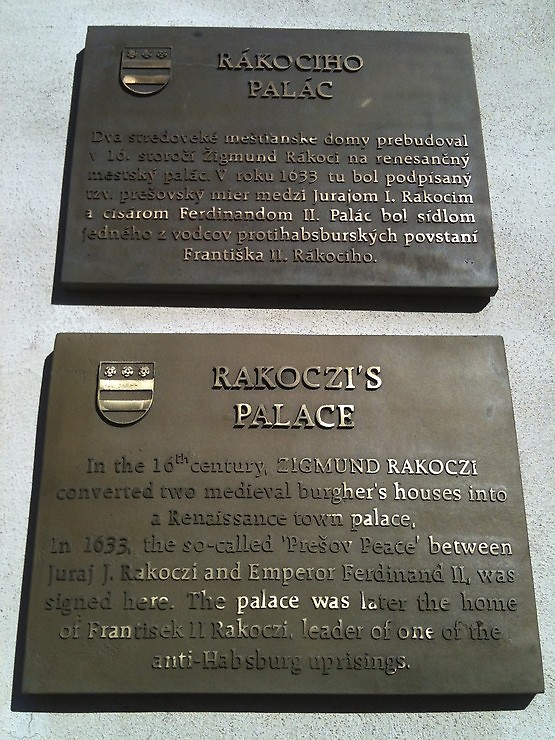 RÁKOCIHO
PALÁC
Dva stredoveké meštianske domy prebudoval
v 16. storočí Žigmund Rákoci na renesančný
mestský palác. V roku 1633 tu bol podpísaný
tzv. prešovský mier medzi Jurajom I. Rákocim
a cisárom Ferdinandom II. Palác bol sídlom
jedného z vodcov protihabsburských povstaní
Františka II. Rákociho.
RAKOCZI'S
PALACE
In the 16th century, ZIGMUND RAKOCZI
converted two medieval burgher's houses into
a Renaissance town palace.
In 1633, the so-called 'Prešov Peace' between
Juraj J. Rakoczi and Emperor Ferdinand II, was
signed here. The palace was later the home
of Frantisek II Rakoczi, leader of one of the
anti-Habsburg uprisings.